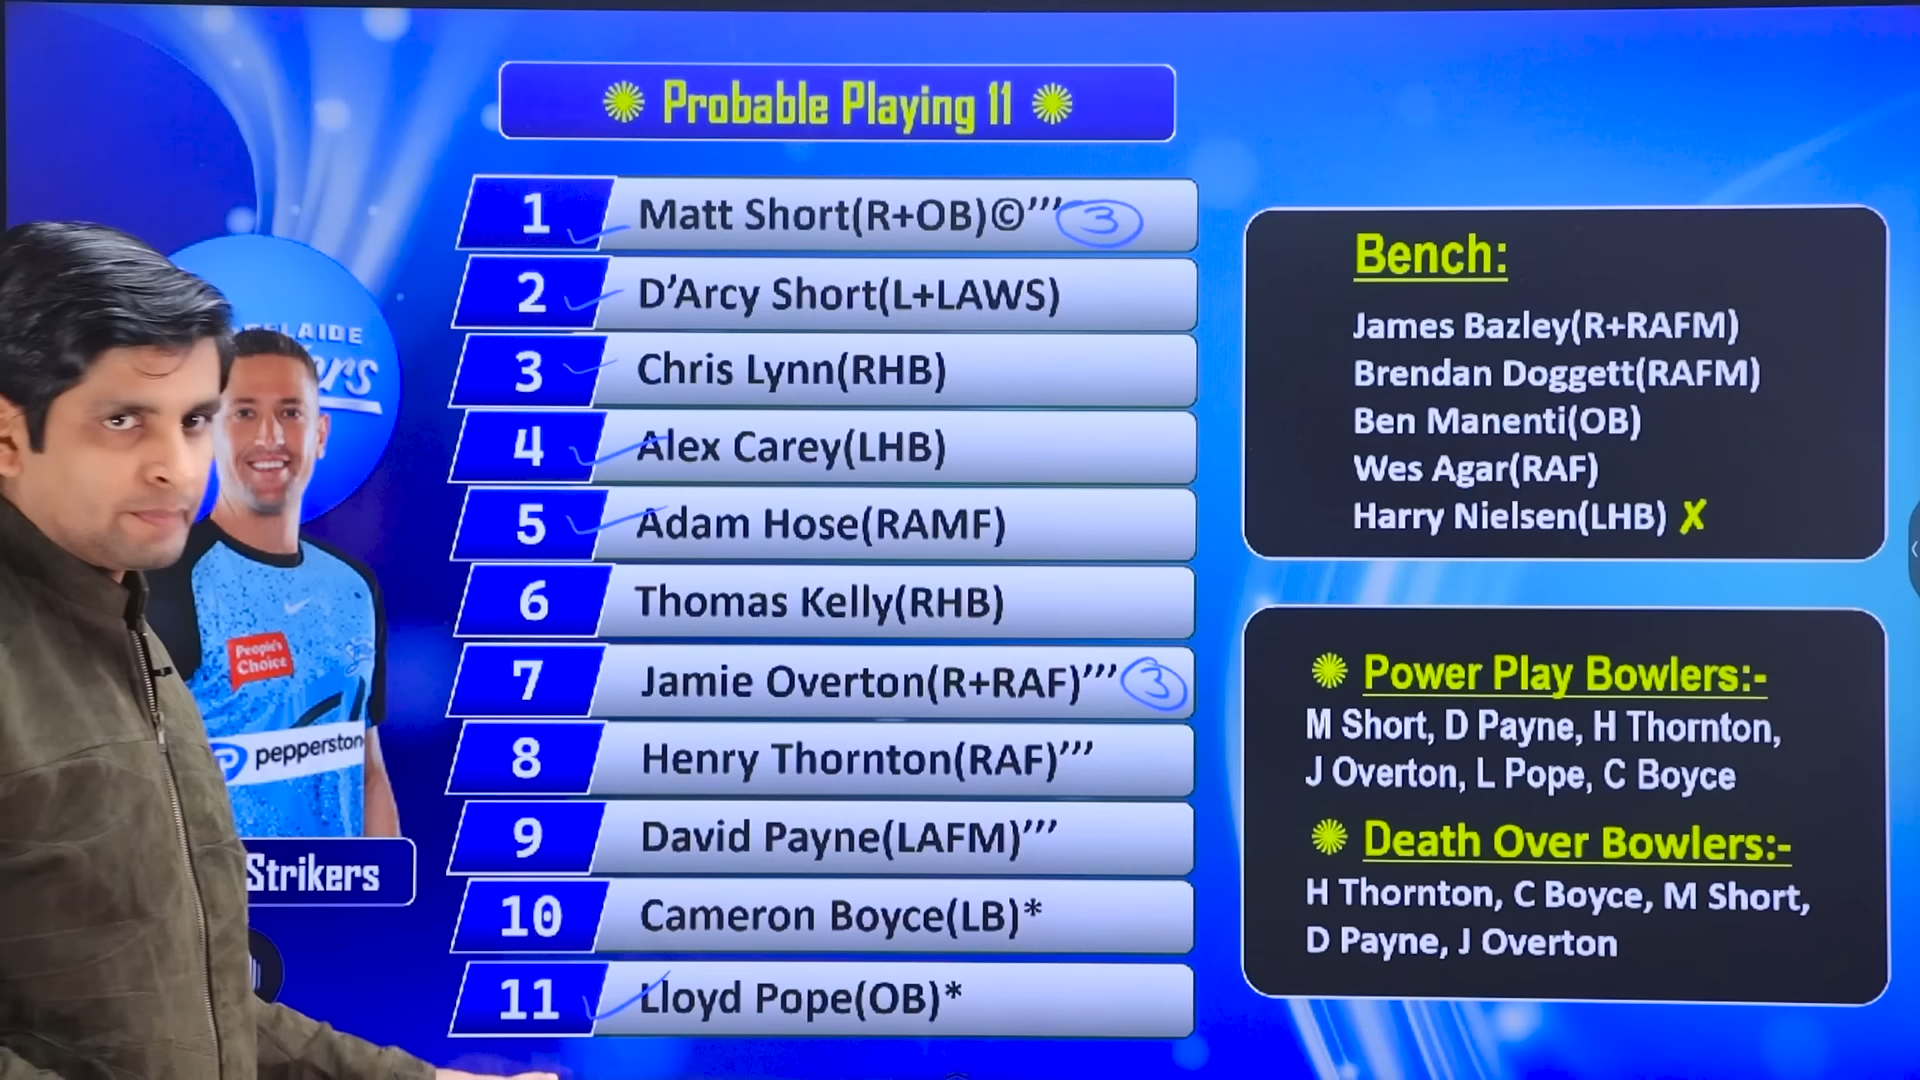 Probable Playing 11
1 Matt Short(R+OB)©''' 3
2 D'Arcy Short(L+LAWS)
3 Chris Lynn(RHB)
4 Alex Carey(LHB)
5 Adam Hose(RAMF)
6 Thomas Kelly(RHB)
7 Jamie Overton(R+RAF)''' 3
8 Henry Thornton(RAF)'''
9 David Payne(LAFM)'''
10 Cameron Boyce(LB)*
11 Lloyd Pope(OB)*
Bench:
James Bazley(R+RAFM)
Brendan Doggett(RAFM)
Ben Manenti(OB)
Wes Agar(RAF)
Harry Nielsen(LHB) ✗
Power Play Bowlers:-
M Short, D Payne, H Thornton,
J Overton, L Pope, C Boyce
Death Over Bowlers:-
H Thornton, C Boyce, M Short,
D Payne, J Overton
People's
Choice
pepperston
Strikers